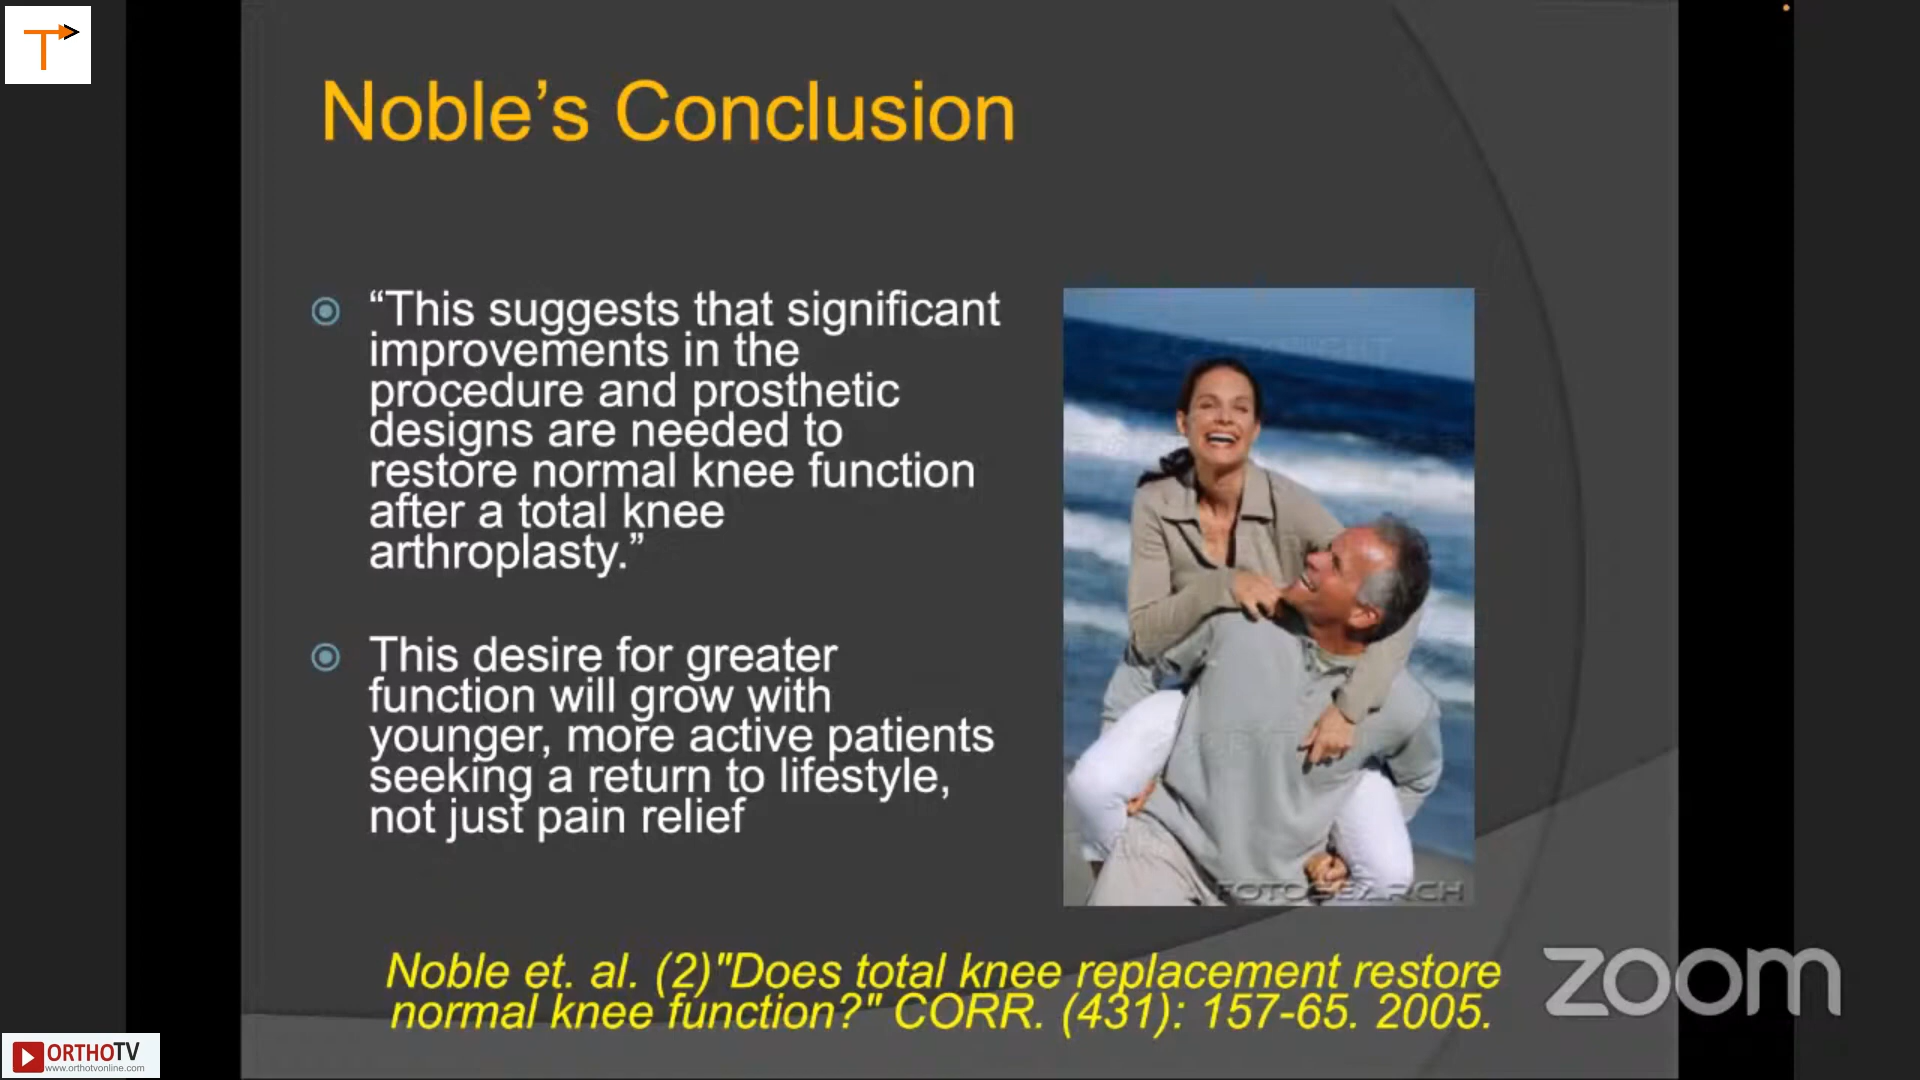 T
Noble’s Conclusion
“This suggests that significant
improvements in the
procedure and prosthetic
designs are needed to
restore normal knee function
after a total knee
arthroplasty.”
This desire for greater
function will grow with
younger, more active patients
seeking a return to lifestyle,
not just pain relief
FOTOSEARCH
Noble et. al. (2)"Does total knee replacement restore
normal knee function?" CORR. (431): 157-65. 2005.
zoom
ORTHOTV
www.orthotvonline.com